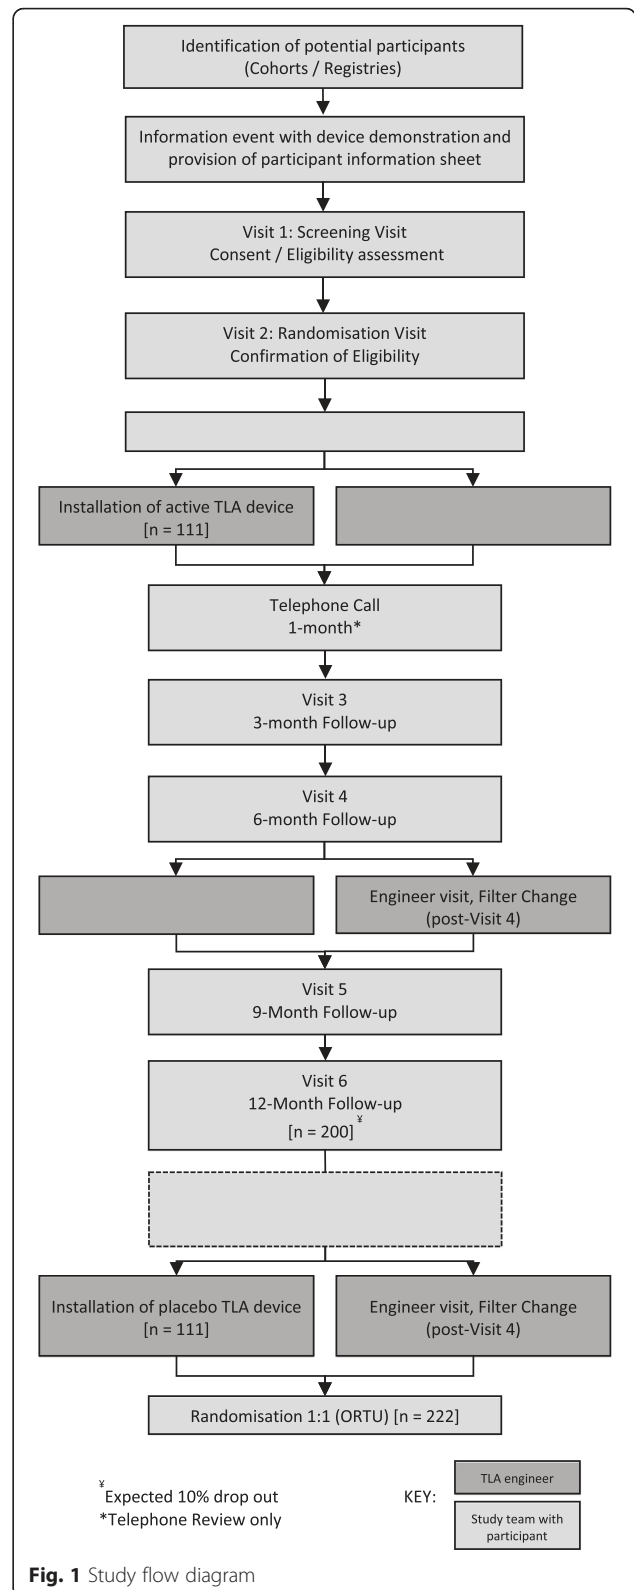 Identification of potential participants
(Cohorts / Registries)
Information event with device demonstration and
provision of participant information sheet
Visit 1: Screening Visit
Consent / Eligibility assessment
Visit 2: Randomisation Visit
Confirmation of Eligibility
Installation of active TLA device
[n = 111]
Telephone Call
1-month*
Visit 3
3-month Follow-up
Visit 4
6-month Follow-up
Engineer visit, Filter Change
(post-Visit 4)
Visit 5
9-Month Follow-up
Visit 6
12-Month Follow-up
[n = 200]¥
Installation of placebo TLA device
[n = 111]
Engineer visit, Filter Change
(post-Visit 4)
Randomisation 1:1 (ORTU) [n = 222]
¥Expected 10% drop out
*Telephone Review only
KEY:
TLA engineer
Study team with
participant
Fig. 1 Study flow diagram